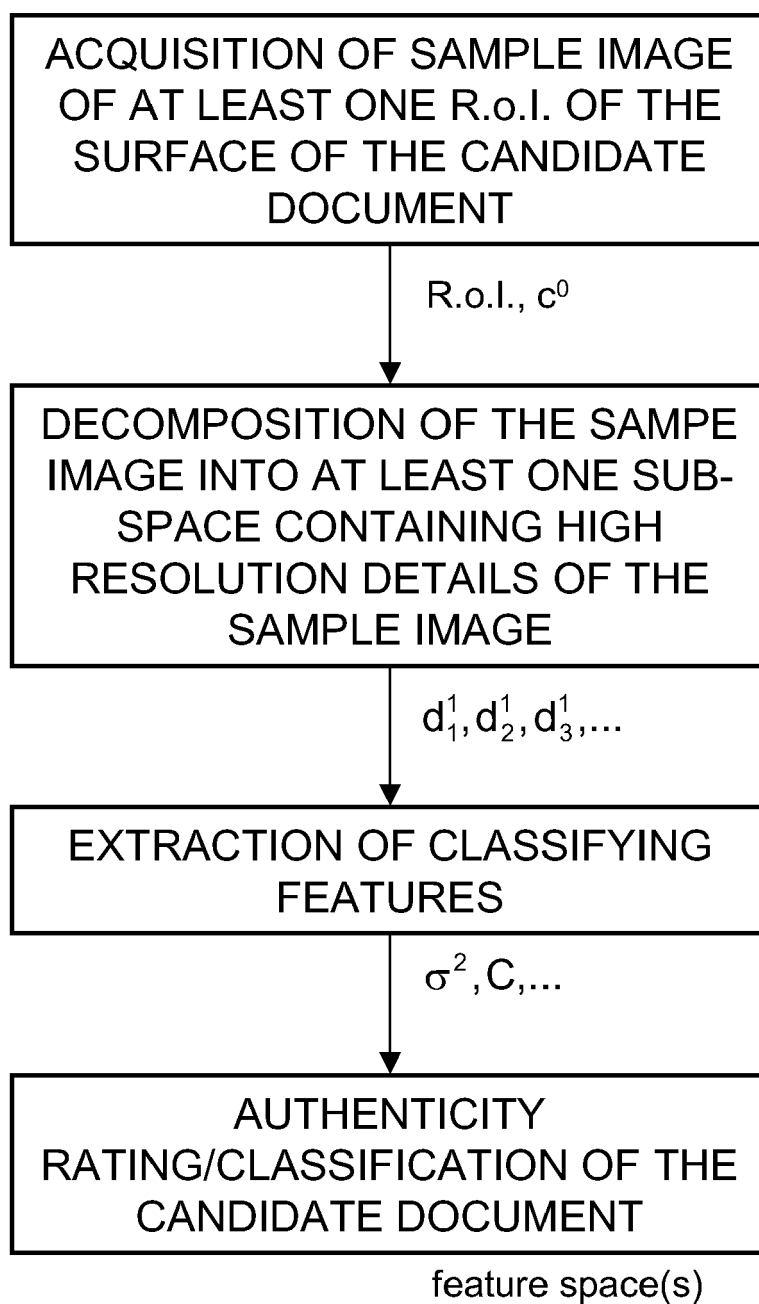 ACQUISITION OF SAMPLE IMAGE
OF AT LEAST ONE R.o.I. OF THE
SURFACE OF THE CANDIDATE
DOCUMENT
R.o.I., c⁰
DECOMPOSITION OF THE SAMPE
IMAGE INTO AT LEAST ONE SUB-
SPACE CONTAINING HIGH
RESOLUTION DETAILS OF THE
SAMPLE IMAGE
d₁¹, d₂¹, d₃¹,...
EXTRACTION OF CLASSIFYING
FEATURES
σ², C,...
AUTHENTICITY
RATING/CLASSIFICATION OF THE
CANDIDATE DOCUMENT
feature space(s)